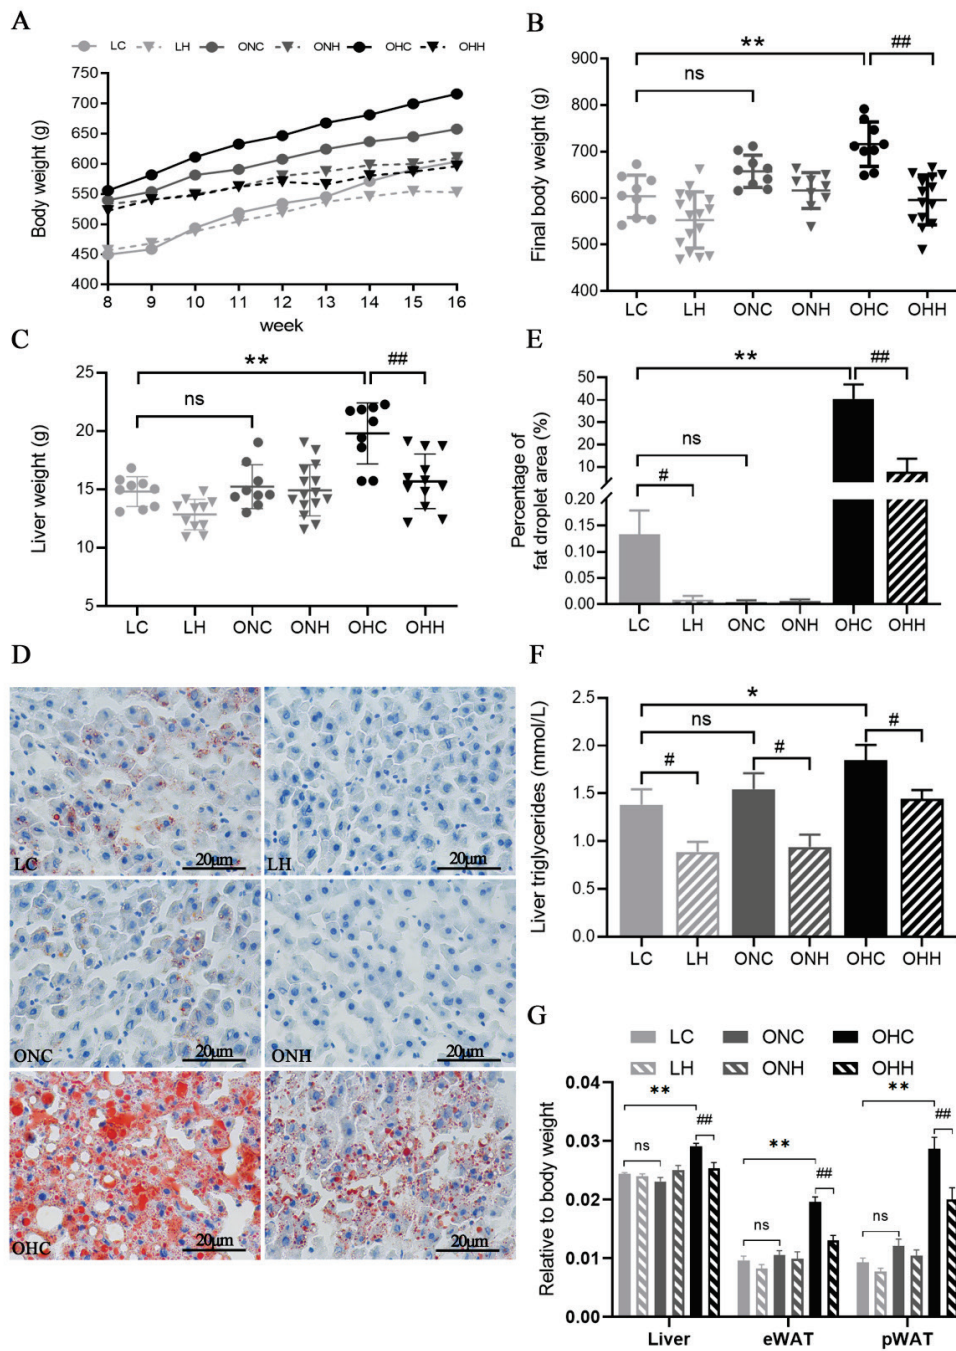 A
LC LH ONC ONH OHC OHH
Body weight (g)
750
700
650
600
550
500
450
400
8 9 10 11 12 13 14 15 16
week
B
Final body weight (g)
900
800
700
600
500
400
** ##
ns
LC LH ONC ONH OHC OHH
C
Liver weight (g)
25
20
15
10
5
** ##
ns
LC LH ONC ONH OHC OHH
E
Percentage of
fat droplet area (%)
50
40
30
20
10
0.20
0.15
0.10
0.05
0.00
** ##
ns
#
LC LH ONC ONH OHC OHH
D
LC 20μm
LH 20μm
ONC 20μm
ONH 20μm
OHC 20μm
20μm
F
Liver triglycerides (mmol/L)
2.5
2.0
1.5
1.0
0.5
0.0
*
ns #
# #
LC LH ONC ONH OHC OHH
G
LC ONC OHC
LH ONH OHH
Relative to body weight
0.04
0.03
0.02
0.01
0.00
** ** **
## ## ##
ns ns ns
Liver eWAT pWAT